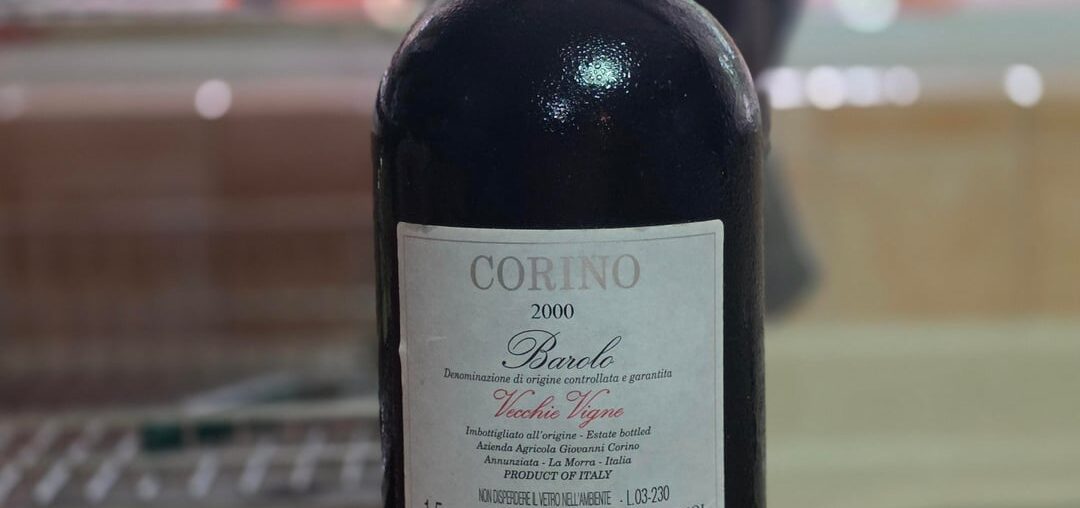 CORINO
2000
Barolo
Denominazione di origine controllata e garantita
Vecchie Vigne
Imbottigliato all'origine - Estate bottled
Azienda Agricola Giovanni Corino
Annunziata - La Morra - Italia
PRODUCT OF ITALY
NON DISPERDERE IL VETRO NELL'AMBIENTE - L.03-230